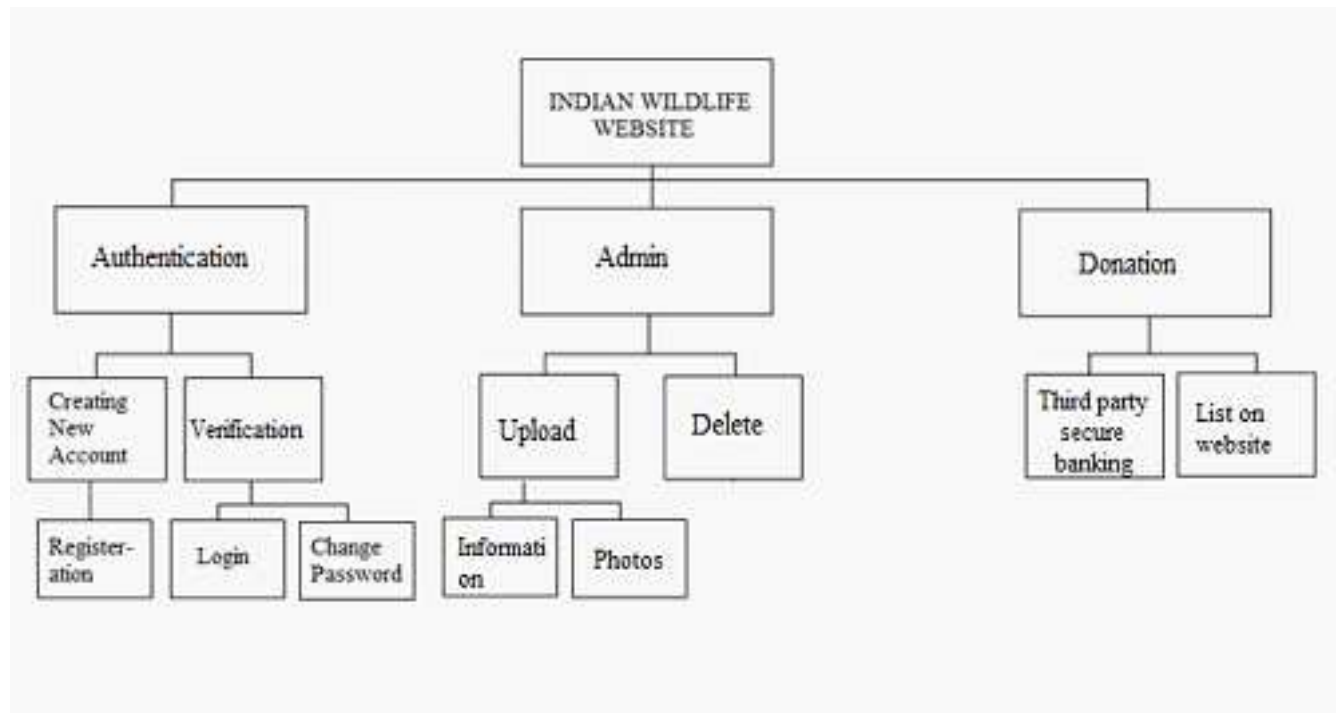 INDIAN WILDLIFE
WEBSITE
Authentication
Admin
Donation
Creating
New
Account
Verification
Upload
Delete
Third party
secure
banking
List on
website
Register-
ation
Login
Change
Password
Informati
on
Photos